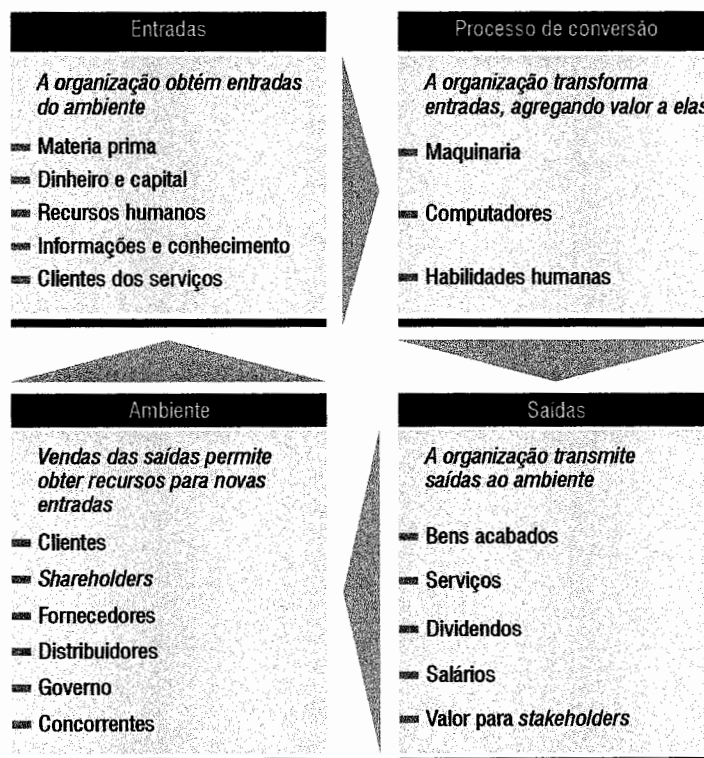 Entradas
A organização obtém entradas
do ambiente
Materia prima
Dinheiro e capital
Recursos humanos
Informações e conhecimento
Clientes dos serviços
Processo de conversão
A organização transforma
entradas, agregando valor a elas
Maquinaria
Computadores
Habilidades humanas
Ambiente
Vendas das saídas permite
obter recursos para novas
entradas
Clientes
Shareholders
Fornecedores
Distribuidores
Governo
Concorrentes
Saídas
A organização transmite
saídas ao ambiente
Bens acabados
Serviços
Dividendos
Salários
Valor para stakeholders